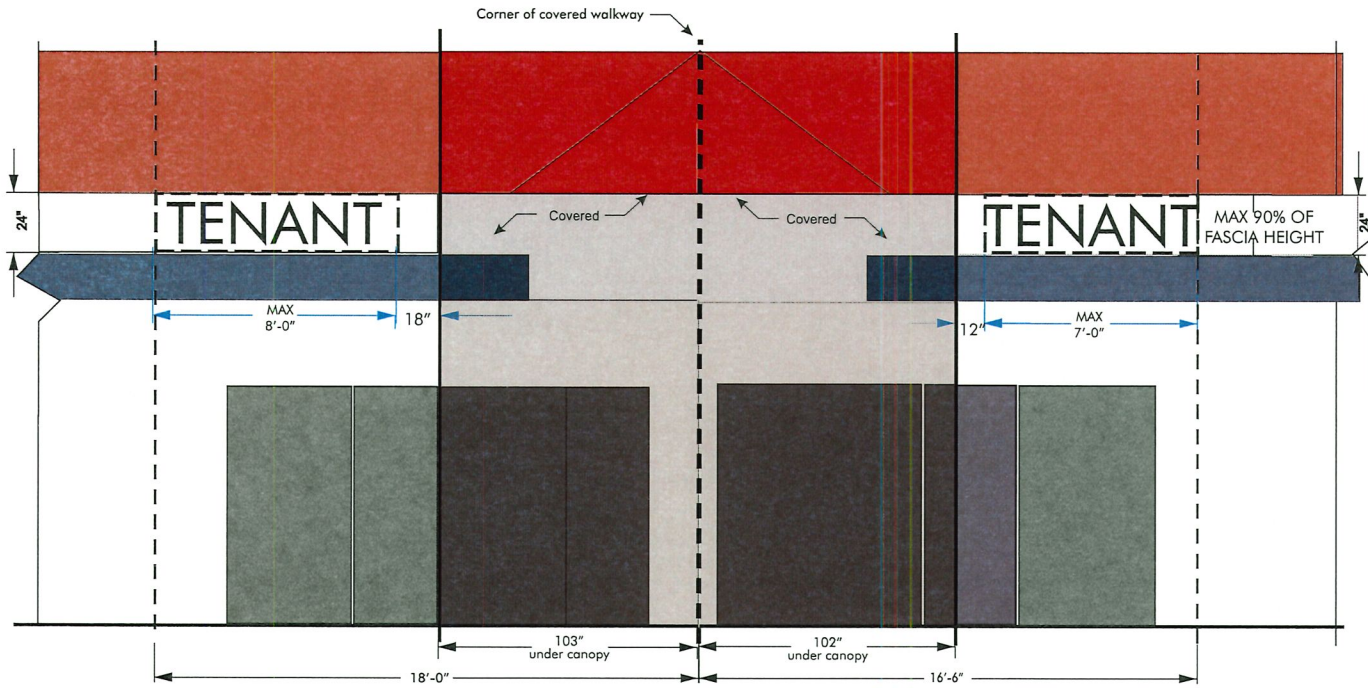 Corner of covered walkway
24"
TENANT
Covered
Covered
TENANT
MAX 90% OF
FASCIA HEIGHT
24"
MAX
8'-0"
18"
12"
MAX
7'-0"
103"
under canopy
102"
under canopy
18'-0"
16'-6"